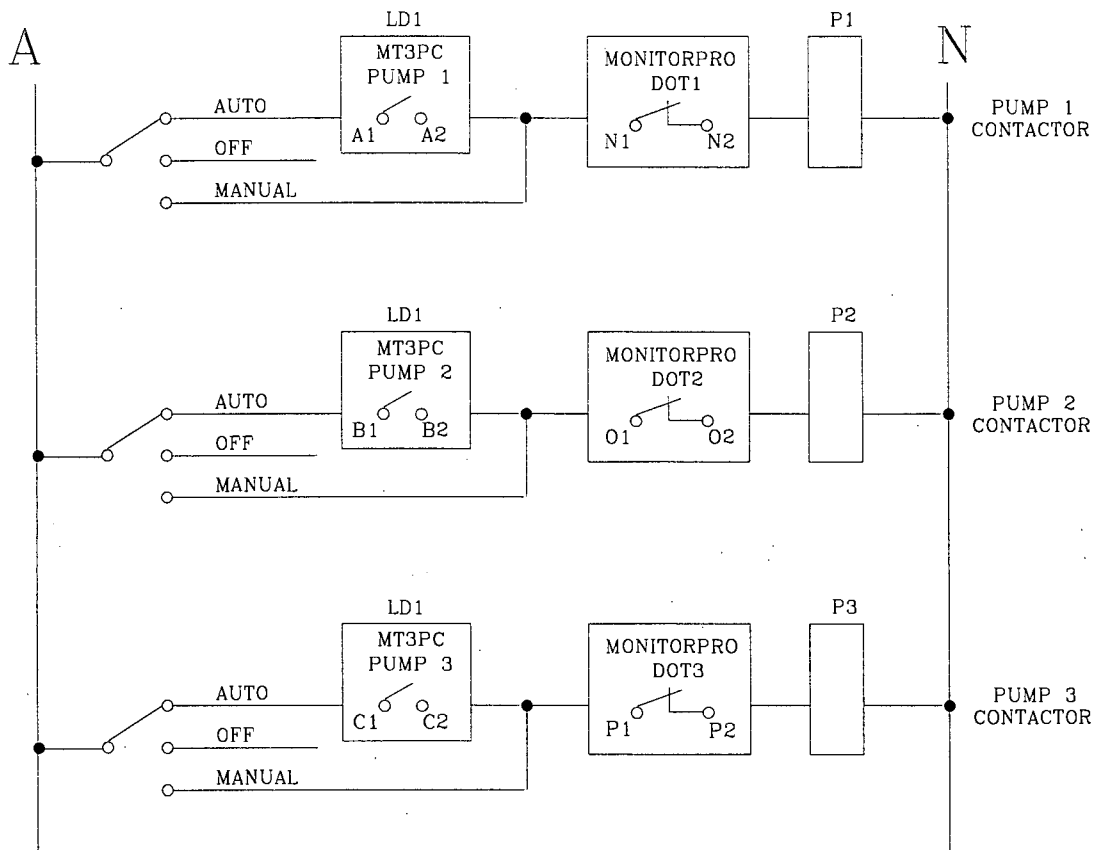 A
N
LD1
MT3PC
PUMP 1
A1 A2
MONITORPRO
DOT1
N1 N2
P1
PUMP 1
CONTACTOR
AUTO
OFF
MANUAL
LD1
MT3PC
PUMP 2
B1 B2
MONITORPRO
DOT2
O1 O2
P2
PUMP 2
CONTACTOR
AUTO
OFF
MANUAL
LD1
MT3PC
PUMP 3
C1 C2
MONITORPRO
DOT3
P1 P2
P3
PUMP 3
CONTACTOR
AUTO
OFF
MANUAL